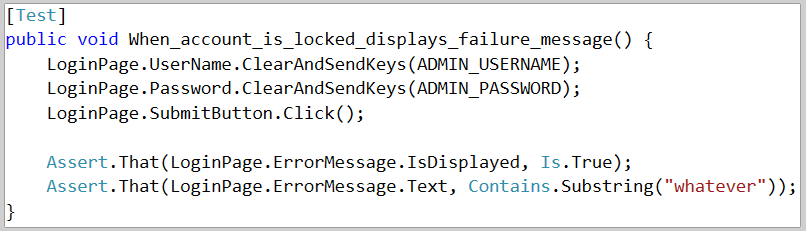 [Test]
public void When_account_is_locked_displays_failure_message() {
    LoginPage.UserName.ClearAndSendKeys(ADMIN_USERNAME);
    LoginPage.Password.ClearAndSendKeys(ADMIN_PASSWORD);
    LoginPage.SubmitButton.Click();

    Assert.That(LoginPage.ErrorMessage.IsDisplayed, Is.True);
    Assert.That(LoginPage.ErrorMessage.Text, Contains.Substring("whatever"));
}